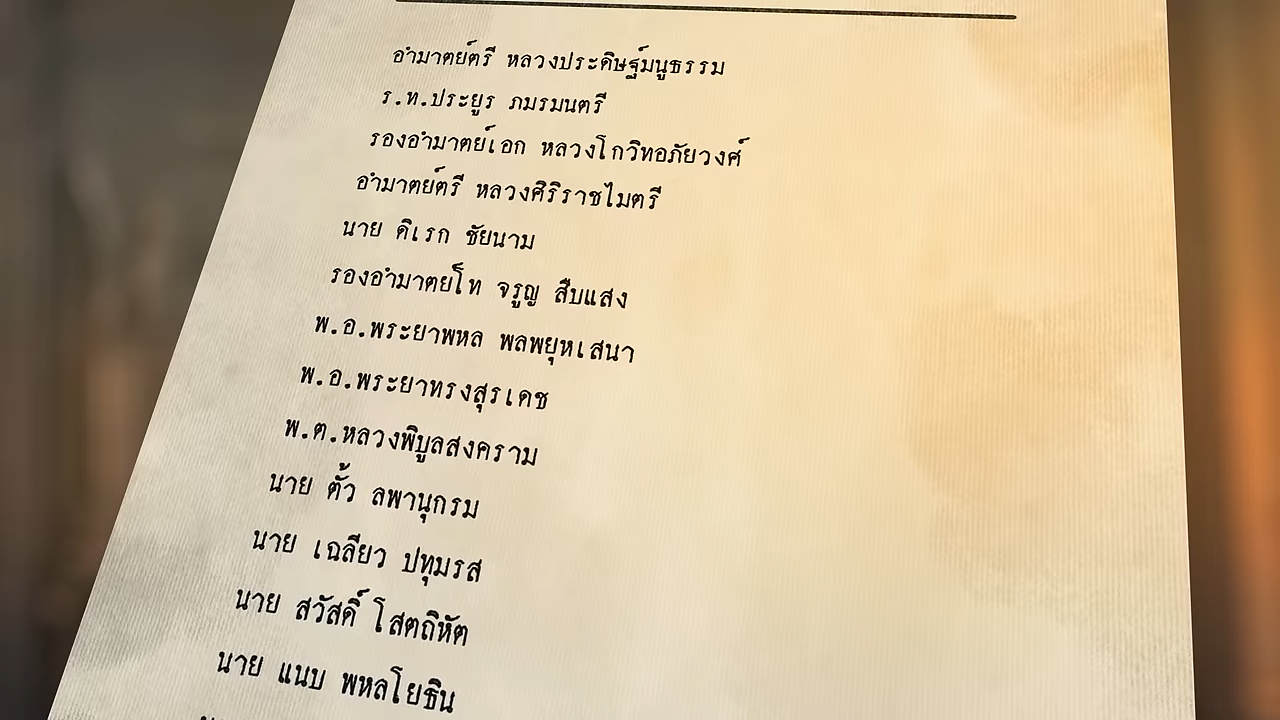 อำมาตย์ตรี หลวงประดิษฐ์มนูธรรม
ร.ท.ประยูร ภมรมนตรี
รองอำมาตย์เอก หลวงโกวิทอภัยวงศ์
อำมาตย์ตรี หลวงศิริราชไมตรี
นาย ดิเรก ชัยนาม
รองอำมาตย์โท จรูญ สืบแสง
พ.อ.พระยาพหล พลพยุหเสนา
พ.อ.พระยาทรงสุรเดช
พ.ต.หลวงพิบูลสงคราม
นาย ตั้ว ลพานุกรม
นาย เฉลียว ปทุมรส
นาย สวัสดิ์ โสตถิทัต
นาย แนบ พหลโยธิน